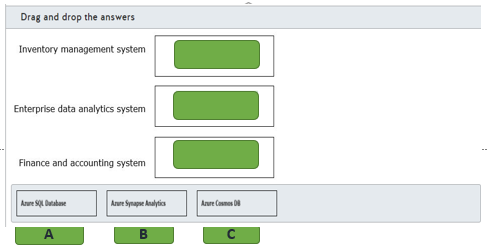 Drag and drop the answers
Inventory management system
Enterprise data analytics system
Finance and accounting system
Azure SQL Database
Azure Synapse Analytics
Azure Cosmos DB
A
B
C